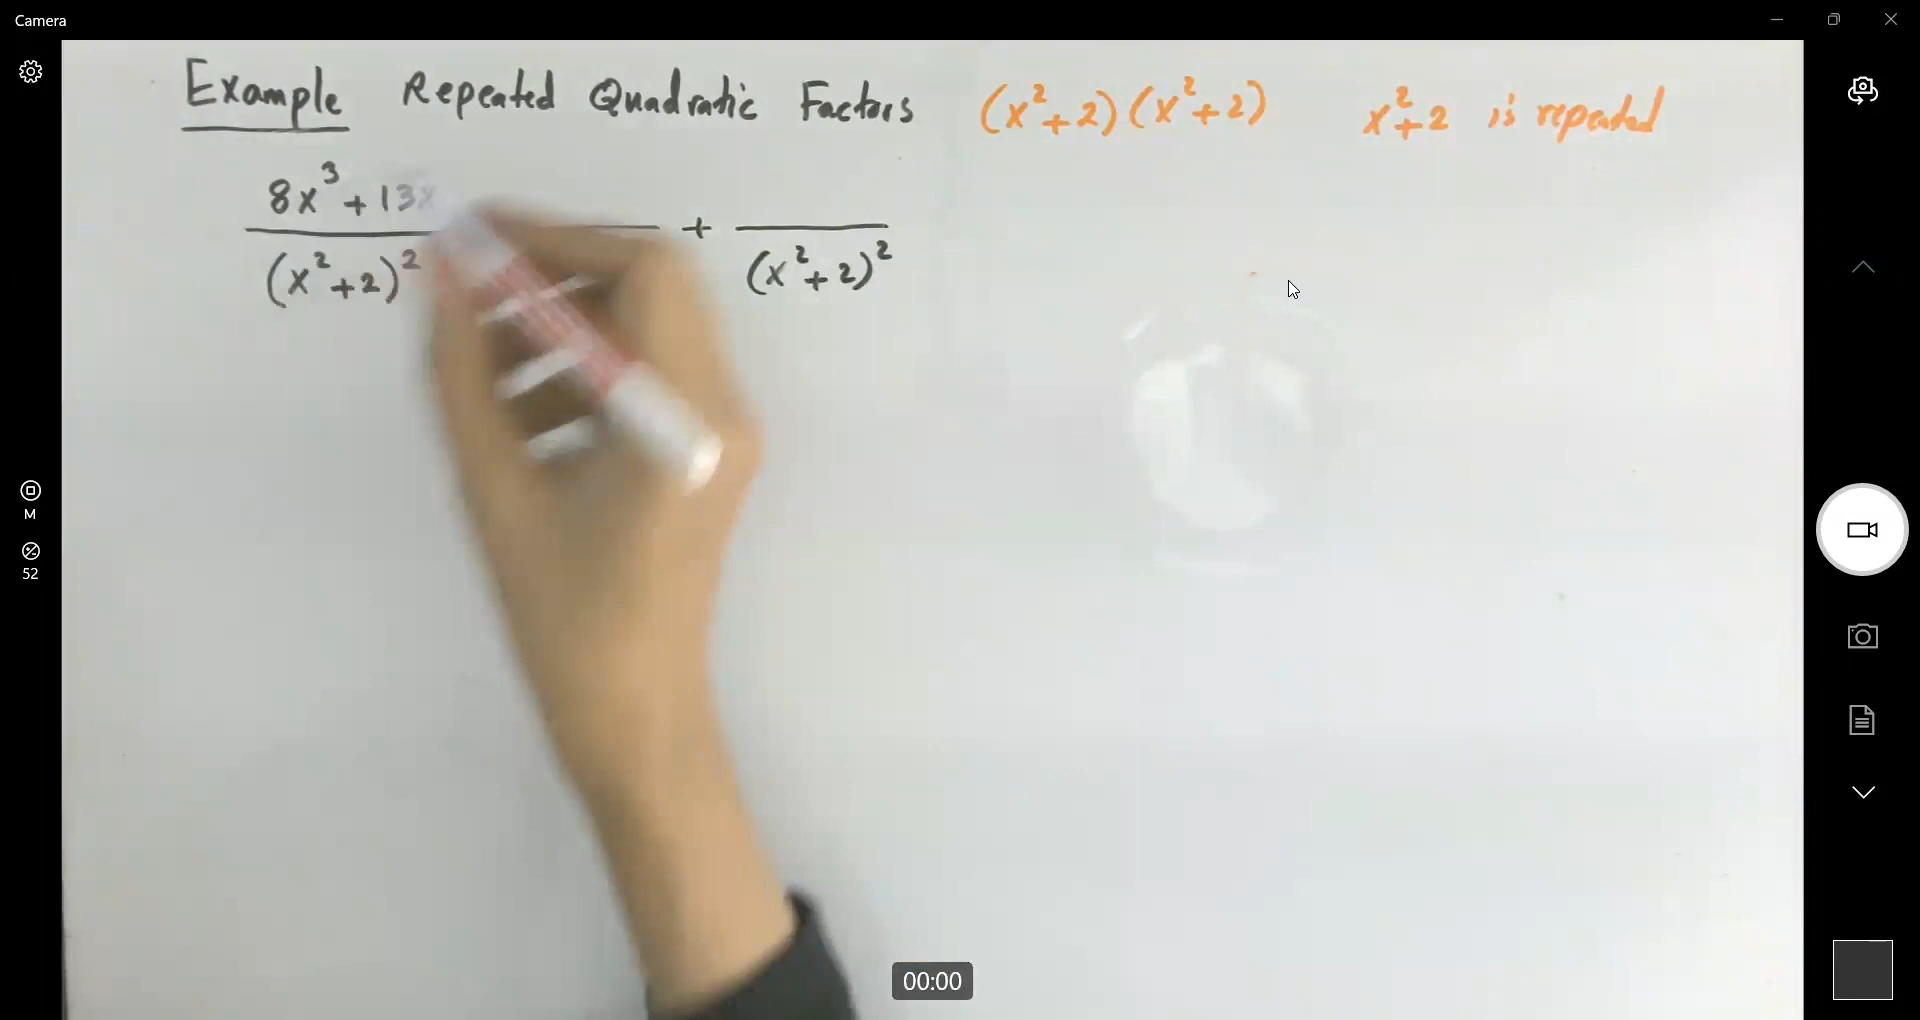 Camera
Example Repeated Quadratic Factors (x²+2)(x²+2) x²+2 is repeated
8x³ + 13x
(x²+2)² + (x²+2)²
M
52
00:00